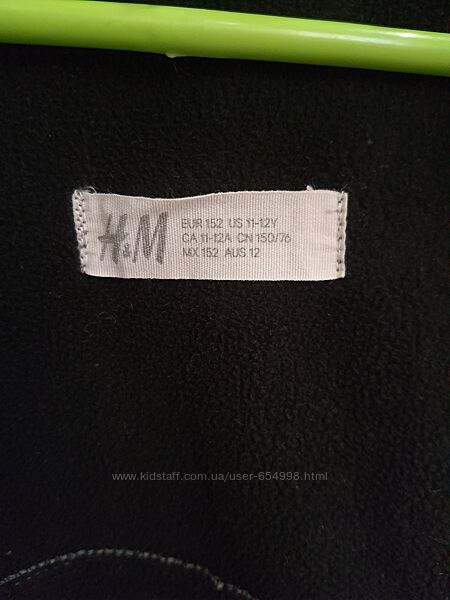 H&M
EUR 152 US 11-12Y
CA 11-12A CN 150/76
MX 152 AUS 12
www.kidstaff.com.ua/user-654998.html